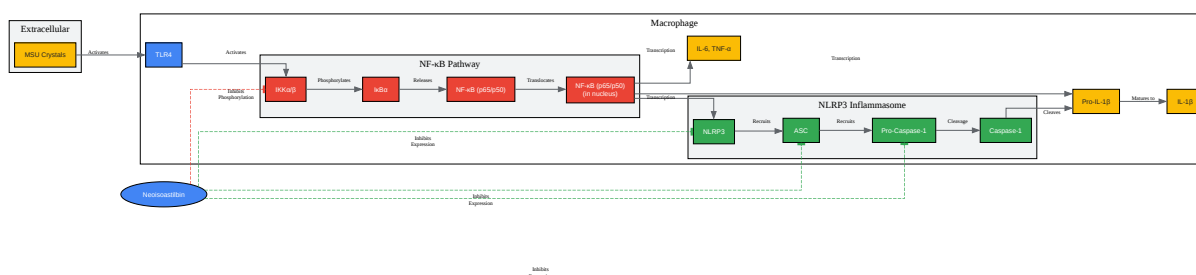 Extracellular
MSU Crystals
Activates
Macrophage
TLR4
Activates
NF-κB Pathway
IKKα/β
Phosphorylates
IκBα
Releases
NF-κB (p65/p50)
Translocates
NF-κB (p65/p50)
(in nucleus)
Transcription
IL-6, TNF-α
Transcription
Transcription
NLRP3 Inflammasome
NLRP3
Recruits
ASC
Recruits
Pro-Caspase-1
Cleavage
Caspase-1
Cleaves
Pro-IL-1β
Matures to
IL-1β
Inhibits
Phosphorylation
Inhibits
Expression
Neoisoastilbin
Inhibits
Expression
Inhibits